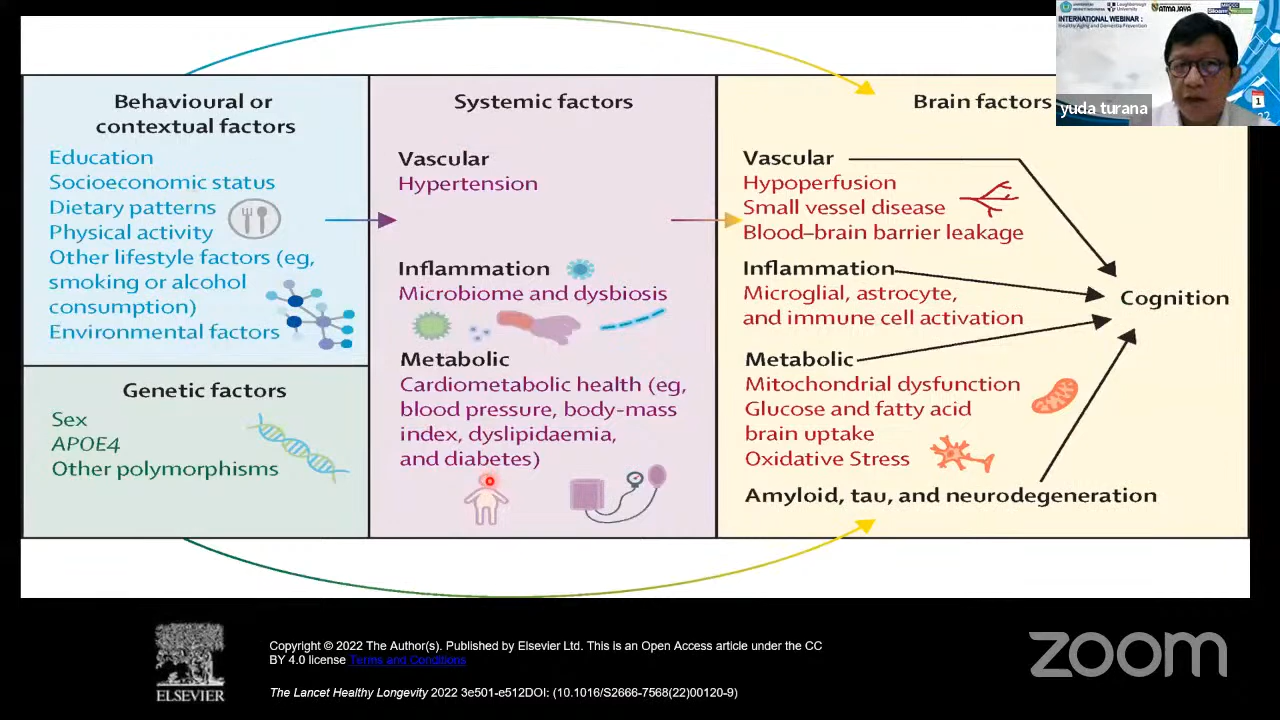 Behavioural or
contextual factors
Education
Socioeconomic status
Dietary patterns
Physical activity
Other lifestyle factors (eg,
smoking or alcohol
consumption)
Environmental factors
Genetic factors
Sex
APOE4
Other polymorphisms
Systemic factors
Vascular
Hypertension
Inflammation
Microbiome and dysbiosis
Metabolic
Cardiometabolic health (eg,
blood pressure, body-mass
index, dyslipidaemia,
and diabetes)
Brain factors
Vascular
Hypoperfusion
Small vessel disease
Blood–brain barrier leakage
Inflammation
Microglial, astrocyte,
and immune cell activation
Metabolic
Mitochondrial dysfunction
Glucose and fatty acid
brain uptake
Oxidative Stress
Amyloid, tau, and neurodegeneration
Cognition
Loughborough
University
ATMA JAYA
INTERNATIONAL WEBINAR :
Healthy Aging and Dementia Prevention
1
22
yuda turana
ELSEVIER
Copyright © 2022 The Author(s). Published by Elsevier Ltd. This is an Open Access article under the CC
BY 4.0 license Terms and Conditions
The Lancet Healthy Longevity 2022 3e501-e512DOI: (10.1016/S2666-7568(22)00120-9)
zoom